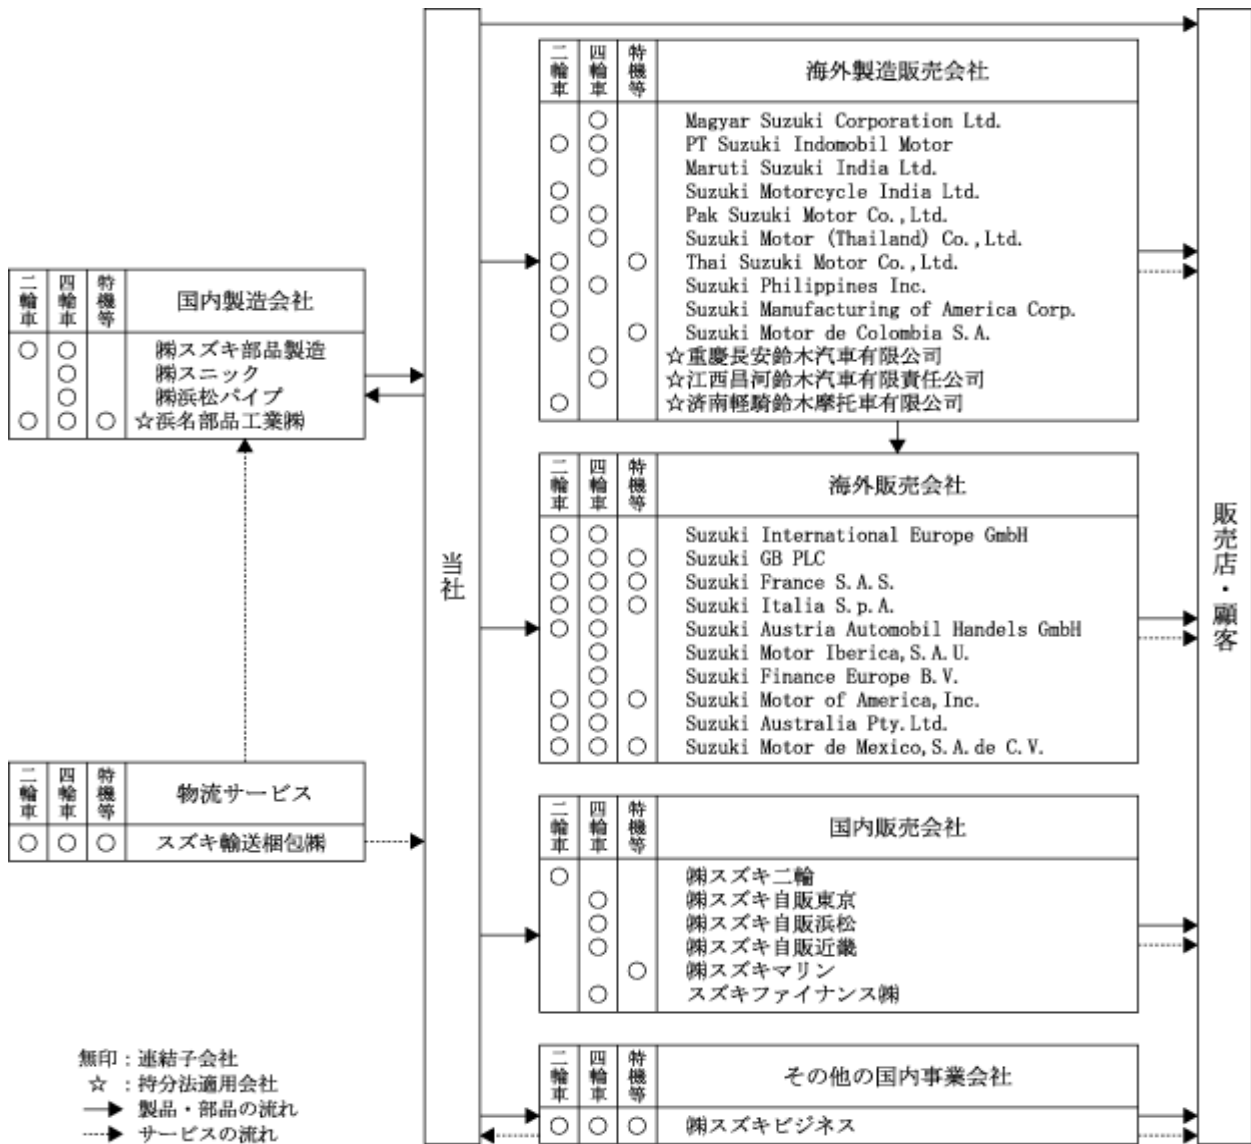 二輪車 四輪車 特機等 国内製造会社
○ ○ ㈱スズキ部品製造
○ ㈱スニック
○ ㈱浜松パイプ
○ ○ ○ ☆浜名部品工業㈱
二輪車 四輪車 特機等 物流サービス
○ ○ ○ スズキ輸送梱包㈱
無印：連結子会社
☆ ：持分法適用会社
製品・部品の流れ
サービスの流れ
当社
二輪車 四輪車 特機等 海外製造販売会社
○ Magyar Suzuki Corporation Ltd.
○ ○ PT Suzuki Indomobil Motor
○ Maruti Suzuki India Ltd.
○ Suzuki Motorcycle India Ltd.
○ ○ Pak Suzuki Motor Co.,Ltd.
○ Suzuki Motor (Thailand) Co.,Ltd.
○ ○ Thai Suzuki Motor Co.,Ltd.
○ ○ Suzuki Philippines Inc.
○ Suzuki Manufacturing of America Corp.
○ ○ Suzuki Motor de Colombia S.A.
○ ☆重慶長安鈴木汽車有限公司
○ ☆江西昌河鈴木汽車有限責任公司
○ ☆済南軽騎鈴木摩托車有限公司
二輪車 四輪車 特機等 海外販売会社
○ ○ Suzuki International Europe GmbH
○ ○ ○ Suzuki GB PLC
○ ○ ○ Suzuki France S.A.S.
○ ○ ○ Suzuki Italia S.p.A.
○ ○ Suzuki Austria Automobil Handels GmbH
○ Suzuki Motor Iberica,S.A.U.
○ Suzuki Finance Europe B.V.
○ ○ ○ Suzuki Motor of America,Inc.
○ ○ Suzuki Australia Pty.Ltd.
○ ○ ○ Suzuki Motor de Mexico,S.A.de C.V.
二輪車 四輪車 特機等 国内販売会社
○ ㈱スズキ二輪
○ ㈱スズキ自販東京
○ ㈱スズキ自販浜松
○ ㈱スズキ自販近畿
○ ㈱スズキマリン
○ スズキファイナンス㈱
二輪車 四輪車 特機等 その他の国内事業会社
○ ○ ○ ㈱スズキビジネス
販売店・顧客